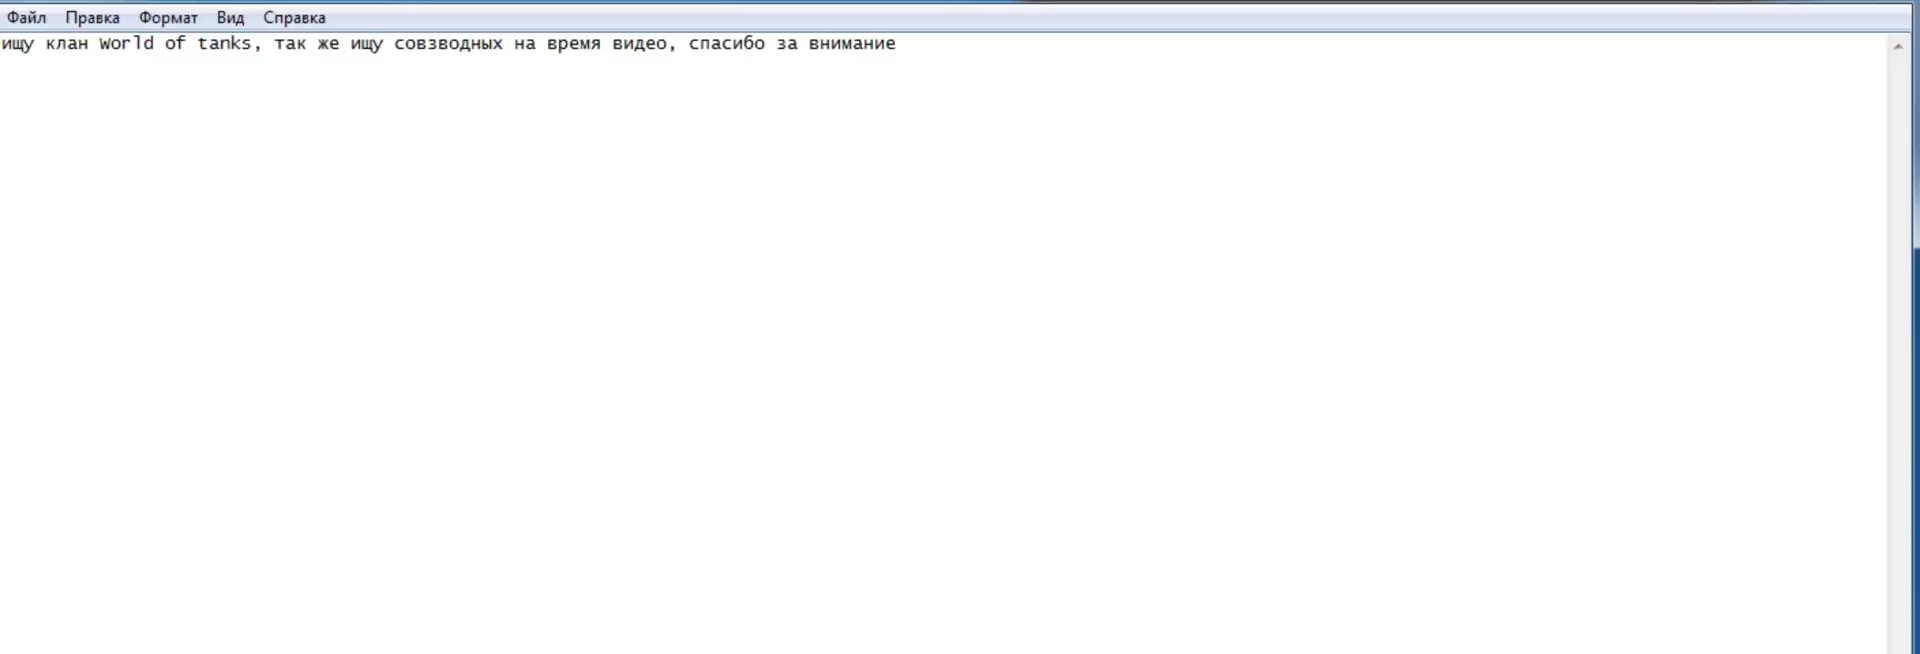 Файл Правка Формат Вид Справка
ищу клан World of tanks, так же ищу совзводных на время видео, спасибо за внимание